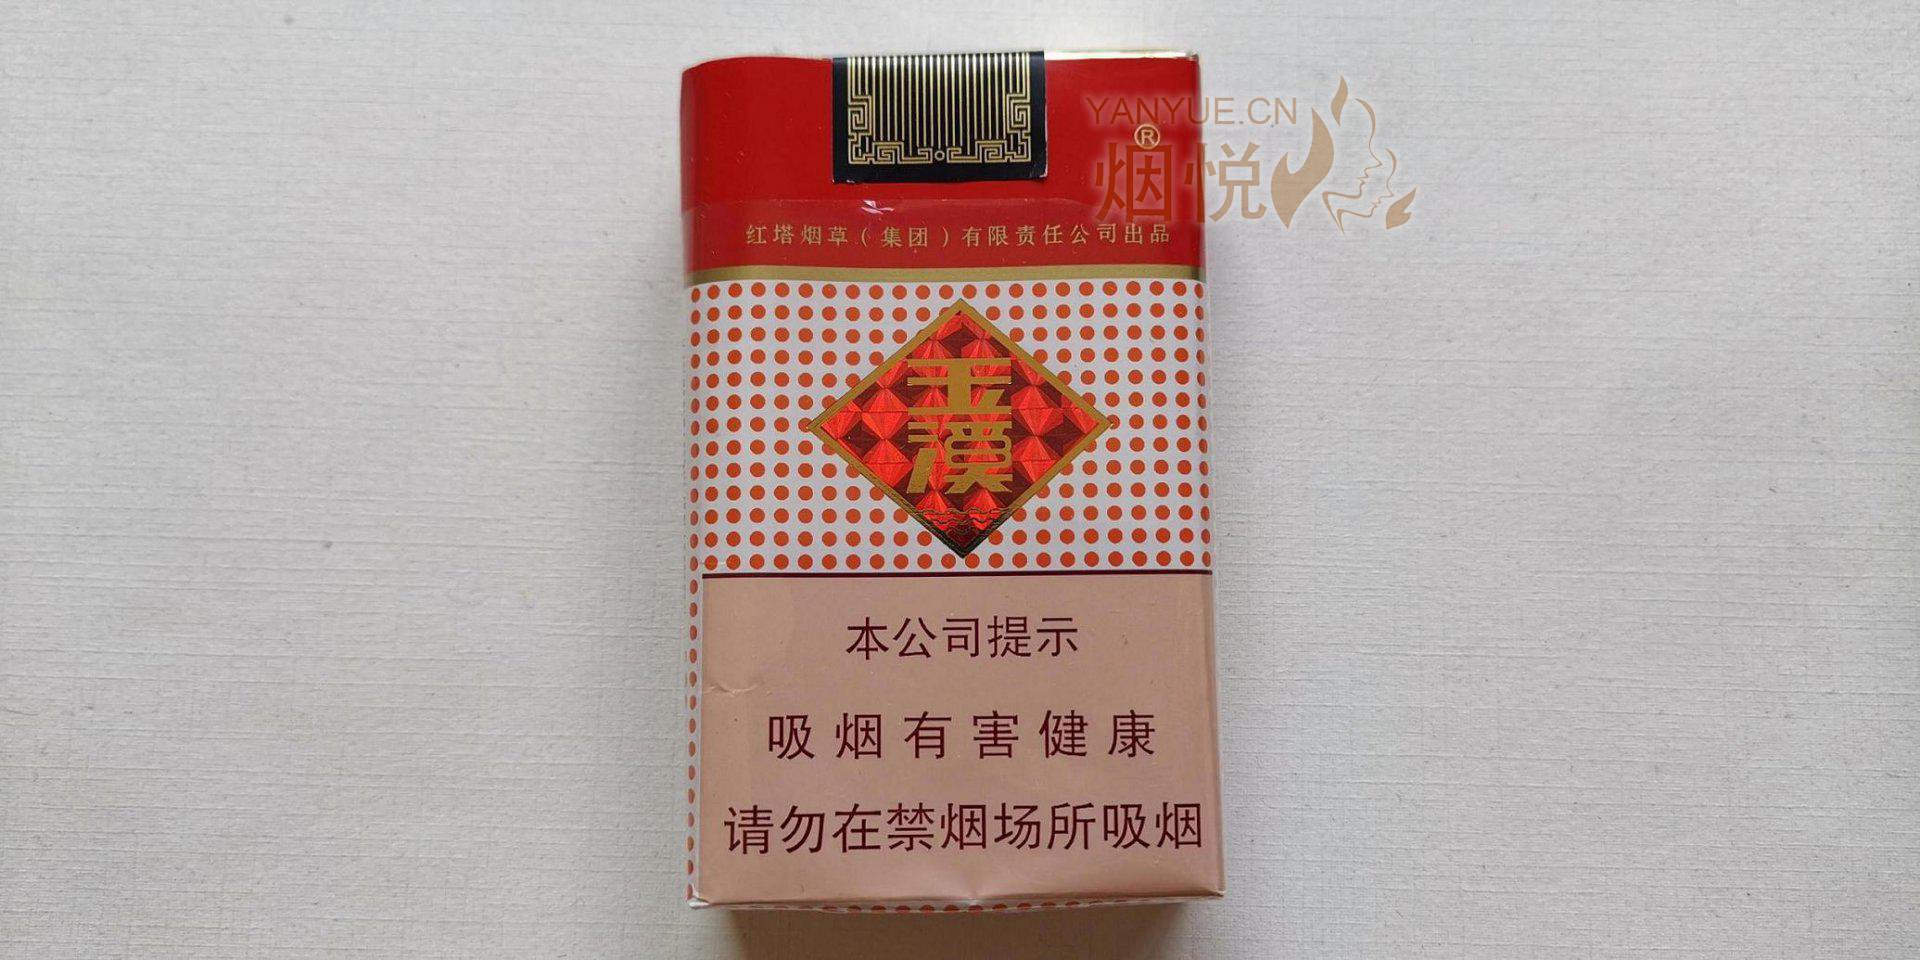 YANYUE.CN
®
烟悦
红塔烟草(集团)有限责任公司出品
玉溪
本公司提示
吸烟有害健康
请勿在禁烟场所吸烟